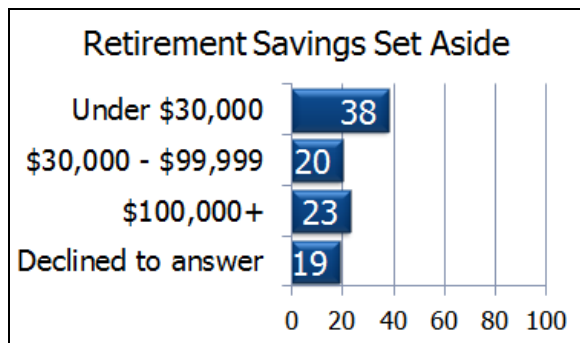 Retirement Savings Set Aside
Under $30,000
38
$30,000 - $99,999
20
$100,000+
23
Declined to answer
19
0 20 40 60 80 100